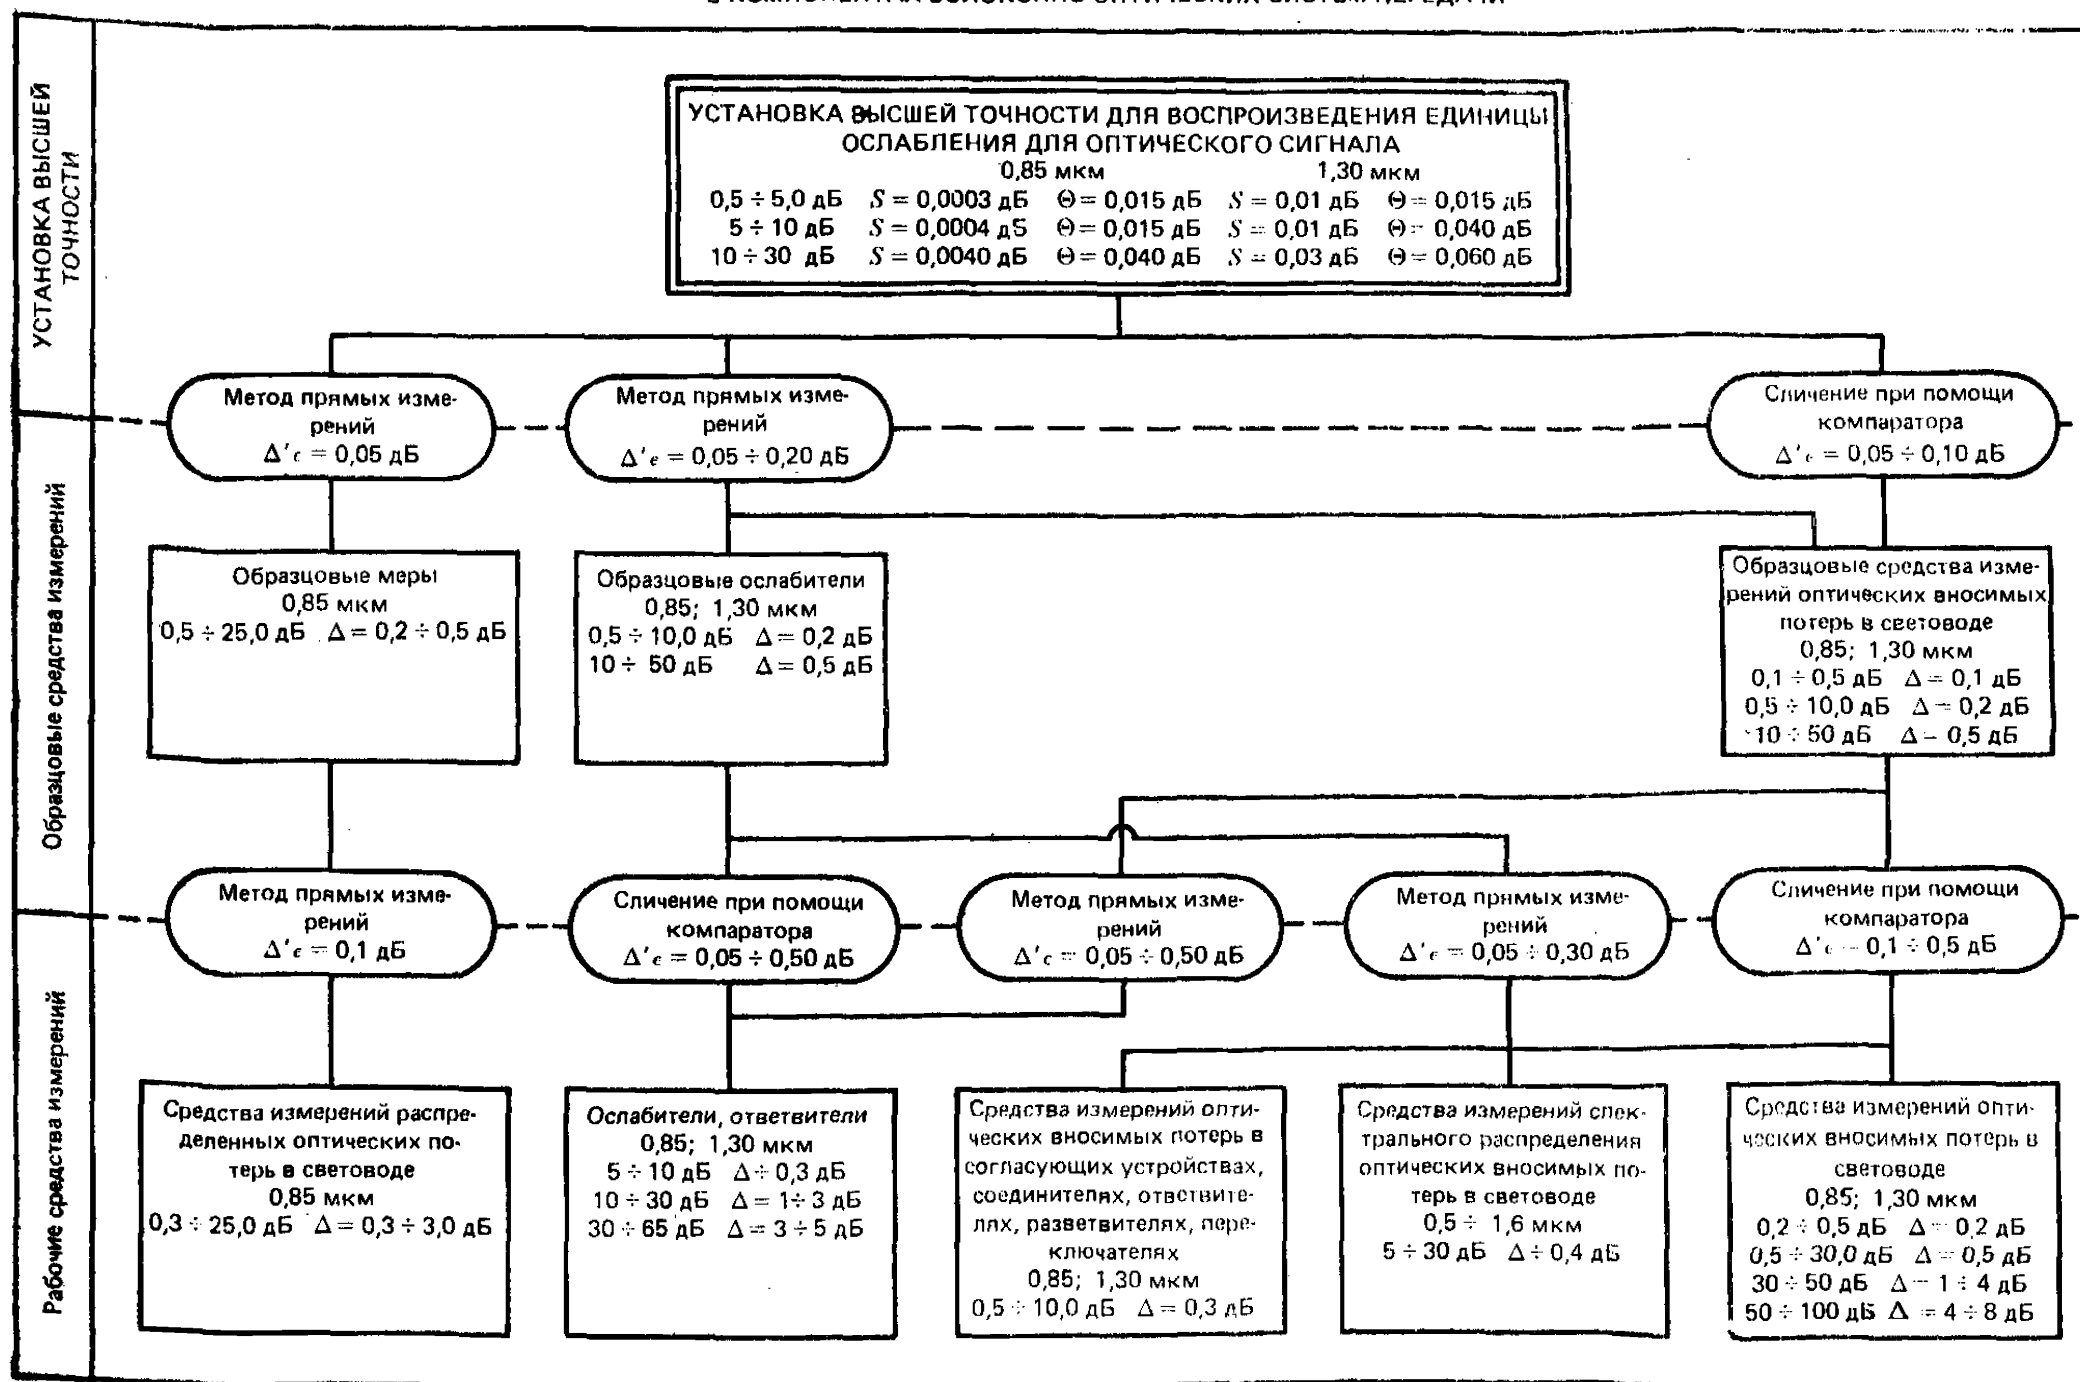 УСТАНОВКА ВЫСШЕЙ
ТОЧНОСТИ
УСТАНОВКА ВЫСШЕЙ ТОЧНОСТИ ДЛЯ ВОСПРОИЗВЕДЕНИЯ ЕДИНИЦЫ
ОСЛАБЛЕНИЯ ДЛЯ ОПТИЧЕСКОГО СИГНАЛА
0,85 мкм 1,30 мкм
0,5 ÷ 5,0 дБ S = 0,0003 дБ Θ = 0,015 дБ S = 0,01 дБ Θ = 0,015 дБ
5 ÷ 10 дБ S = 0,0004 дБ Θ = 0,015 дБ S = 0,01 дБ Θ = 0,040 дБ
10 ÷ 30 дБ S = 0,0040 дБ Θ = 0,040 дБ S = 0,03 дБ Θ = 0,060 дБ
Метод прямых изме-
рений
Δ'с = 0,05 дБ
Метод прямых изме-
рений
Δ'е = 0,05 ÷ 0,20 дБ
Сличение при помощи
компаратора
Δ'с = 0,05 ÷ 0,10 дБ
Образцовые средства измерений
Образцовые меры
0,85 мкм
0,5 ÷ 25,0 дБ Δ = 0,2 ÷ 0,5 дБ
Образцовые ослабители
0,85; 1,30 мкм
0,5 ÷ 10,0 дБ Δ = 0,2 дБ
10 ÷ 50 дБ Δ = 0,5 дБ
Образцовые средства изме-
рений оптических вносимых
потерь в световоде
0,85; 1,30 мкм
0,1 ÷ 0,5 дБ Δ = 0,1 дБ
0,5 ÷ 10,0 дБ Δ = 0,2 дБ
10 ÷ 50 дБ Δ = 0,5 дБ
Метод прямых изме-
рений
Δ'е = 0,1 дБ
Сличение при помощи
компаратора
Δ'е = 0,05 ÷ 0,50 дБ
Метод прямых изме-
рений
Δ'с = 0,05 ÷ 0,50 дБ
Метод прямых изме-
рений
Δ'е = 0,05 ÷ 0,30 дБ
Сличение при помощи
компаратора
Δ'с = 0,1 ÷ 0,5 дБ
Рабочие средства измерений
Средства измерений распре-
деленных оптических по-
терь в световоде
0,85 мкм
0,3 ÷ 25,0 дБ Δ = 0,3 ÷ 3,0 дБ
Ослабители, ответвители
0,85; 1,30 мкм
5 ÷ 10 дБ Δ ÷ 0,3 дБ
10 ÷ 30 дБ Δ = 1 ÷ 3 дБ
30 ÷ 65 дБ Δ = 3 ÷ 5 дБ
Средства измерений опти-
ческих вносимых потерь в
согласующих устройствах,
соединителях, ответвите-
лях, разветвителях, пере-
ключателях
0,85; 1,30 мкм
0,5 ÷ 10,0 дБ Δ = 0,3 дБ
Средства измерений спек-
трального распределения
оптических вносимых по-
терь в световоде
0,5 ÷ 1,6 мкм
5 ÷ 30 дБ Δ ÷ 0,4 дБ
Средства измерений опти-
ческих вносимых потерь в
световоде
0,85; 1,30 мкм
0,2 ÷ 0,5 дБ Δ = 0,2 дБ
0,5 ÷ 30,0 дБ Δ = 0,5 дБ
30 ÷ 50 дБ Δ = 1 ÷ 4 дБ
50 ÷ 100 дБ Δ = 4 ÷ 8 дБ